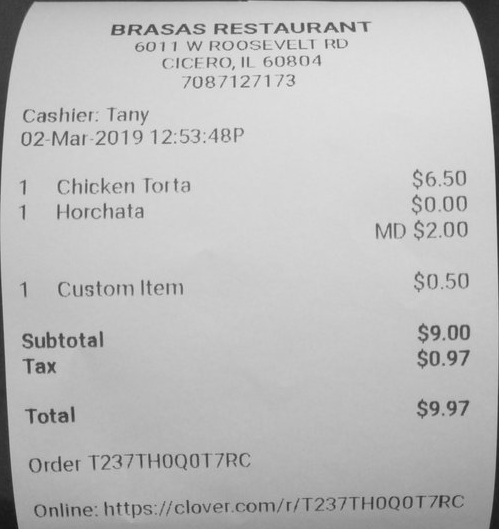 BRASAS RESTAURANT
6011 W ROOSEVELT RD
CICERO, IL 60804
7087127173
Cashier: Tany
02-Mar-2019 12:53:48P
1 Chicken Torta $6.50
1 Horchata $0.00
MD $2.00
1 Custom Item $0.50
Subtotal $9.00
Tax $0.97
Total $9.97
Order T237TH0Q0T7RC
Online: https://clover.com/r/T237TH0Q0T7RC